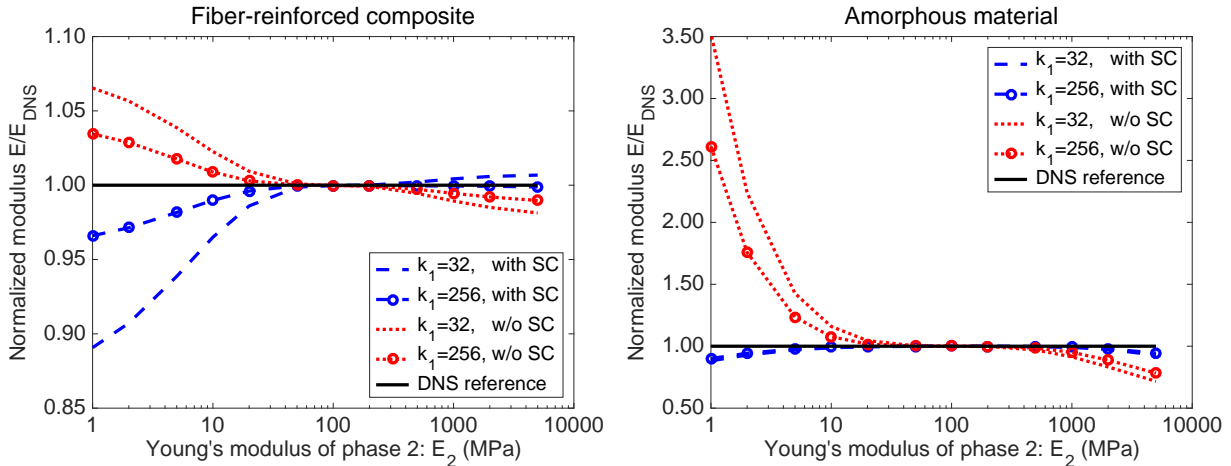 Fiber-reinforced composite
Normalized modulus E/E_DNS
1.10
1.05
1.00
0.95
0.90
0.85
k_1=32, with SC
k_1=256, with SC
k_1=32, w/o SC
k_1=256, w/o SC
DNS reference
1 10 100 1000 10000
Young's modulus of phase 2: E_2 (MPa)
Amorphous material
Normalized modulus E/E_DNS
3.50
3.00
2.50
2.00
1.50
1.00
0.50
k_1=32, with SC
k_1=256, with SC
k_1=32, w/o SC
k_1=256, w/o SC
DNS reference
1 10 100 1000 10000
Young's modulus of phase 2: E_2 (MPa)